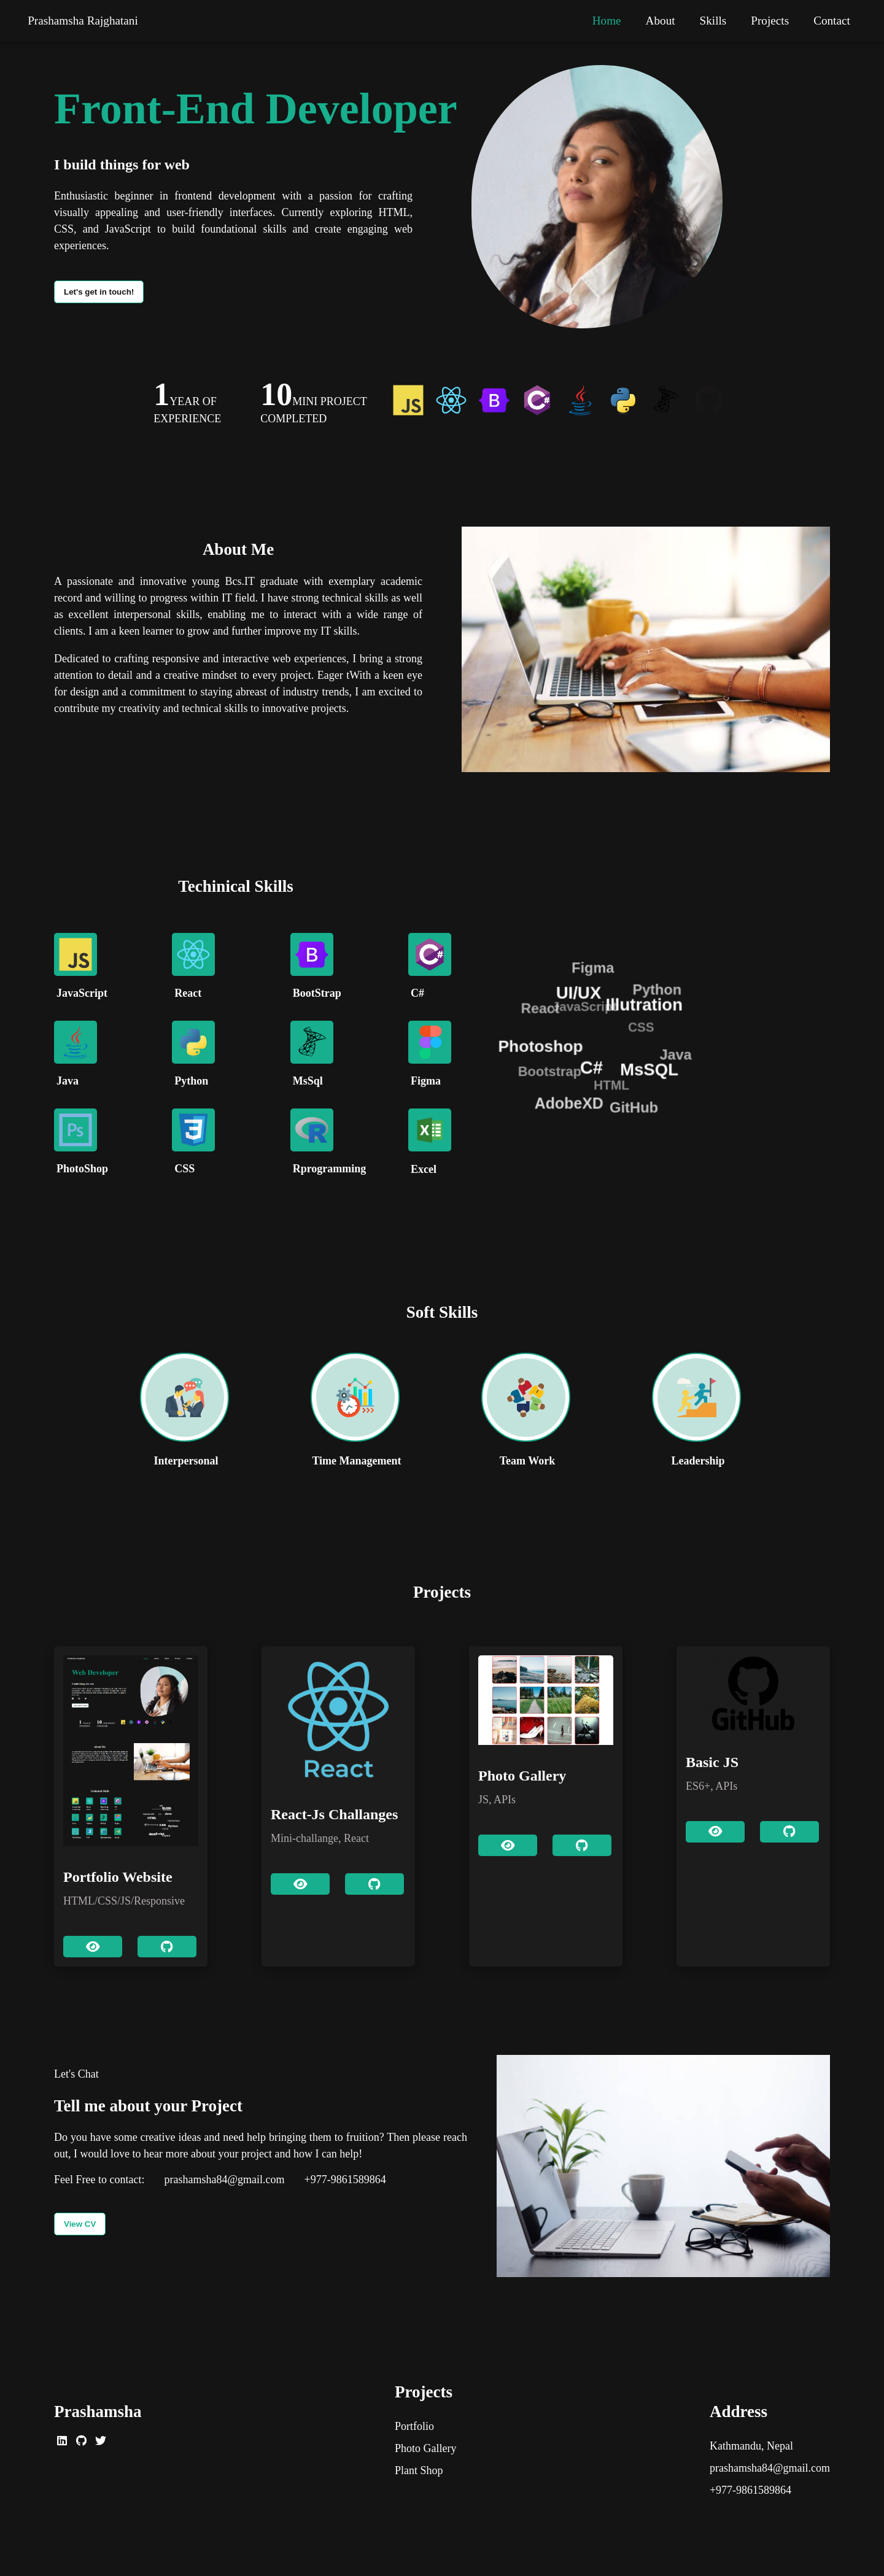 Prashamsha Rajghatani
Home About Skills Projects Contact
Front-End Developer
I build things for web
Enthusiastic beginner in frontend development with a passion for crafting
visually appealing and user-friendly interfaces. Currently exploring HTML,
CSS, and JavaScript to build foundational skills and create engaging web
experiences.
Let's get in touch!
1 YEAR OF
EXPERIENCE
10 MINI PROJECT
COMPLETED
JS
B
C#
About Me
A passionate and innovative young Bcs.IT graduate with exemplary academic
record and willing to progress within IT field. I have strong technical skills as well
as excellent interpersonal skills, enabling me to interact with a wide range of
clients. I am a keen learner to grow and further improve my IT skills.
Dedicated to crafting responsive and interactive web experiences, I bring a strong
attention to detail and a creative mindset to every project. Eager tWith a keen eye
for design and a commitment to staying abreast of industry trends, I am excited to
contribute my creativity and technical skills to innovative projects.
Techinical Skills
JS
B
C#
JavaScript
React
BootStrap
C#
Java
Python
MsSql
Figma
Ps
R
X
PhotoShop
CSS
Rprogramming
Excel
Figma
UI/UX
Python
React
JavaScript
Illutration
CSS
Photoshop
Java
Bootstrap
C#
MsSQL
HTML
AdobeXD
GitHub
Soft Skills
Interpersonal
Time Management
Team Work
Leadership
Projects
Web Developer
Portfolio Website
HTML/CSS/JS/Responsive
React
React-Js Challanges
Mini-challange, React
Photo Gallery
JS, APIs
GitHub
Basic JS
ES6+, APIs
Let's Chat
Tell me about your Project
Do you have some creative ideas and need help bringing them to fruition? Then please reach
out, I would love to hear more about your project and how I can help!
Feel Free to contact: prashamsha84@gmail.com +977-9861589864
View CV
Prashamsha
Projects
Portfolio
Photo Gallery
Plant Shop
Address
Kathmandu, Nepal
prashamsha84@gmail.com
+977-9861589864